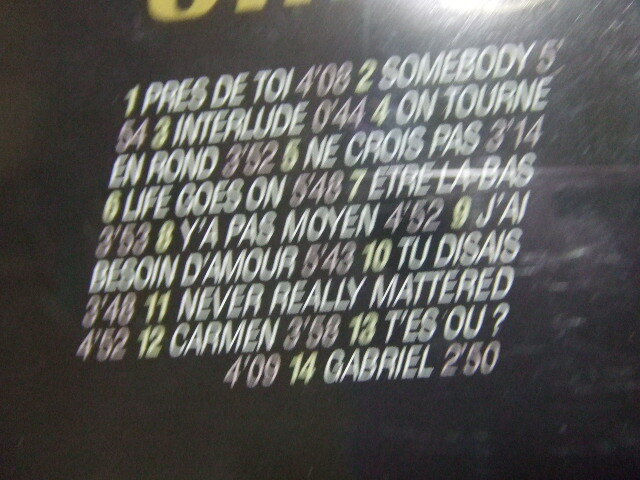 1 PRES DE TOI 4'08 2 SOMEBODY 5'
54 3 INTERLUDE 0'44 4 ON TOURNE
EN ROND 3'52 5 NE CROIS PAS 3'14
6 LIFE GOES ON 5'48 7 ETRE LA-BAS
3'53 8 Y'A PAS MOYEN 4'52 9 J'AI
BESOIN D'AMOUR 5'43 10 TU DISAIS
3'48 11 NEVER REALLY MATTERED
4'52 12 CARMEN 3'58 13 T'ES OU ?
4'09 14 GABRIEL 2'50